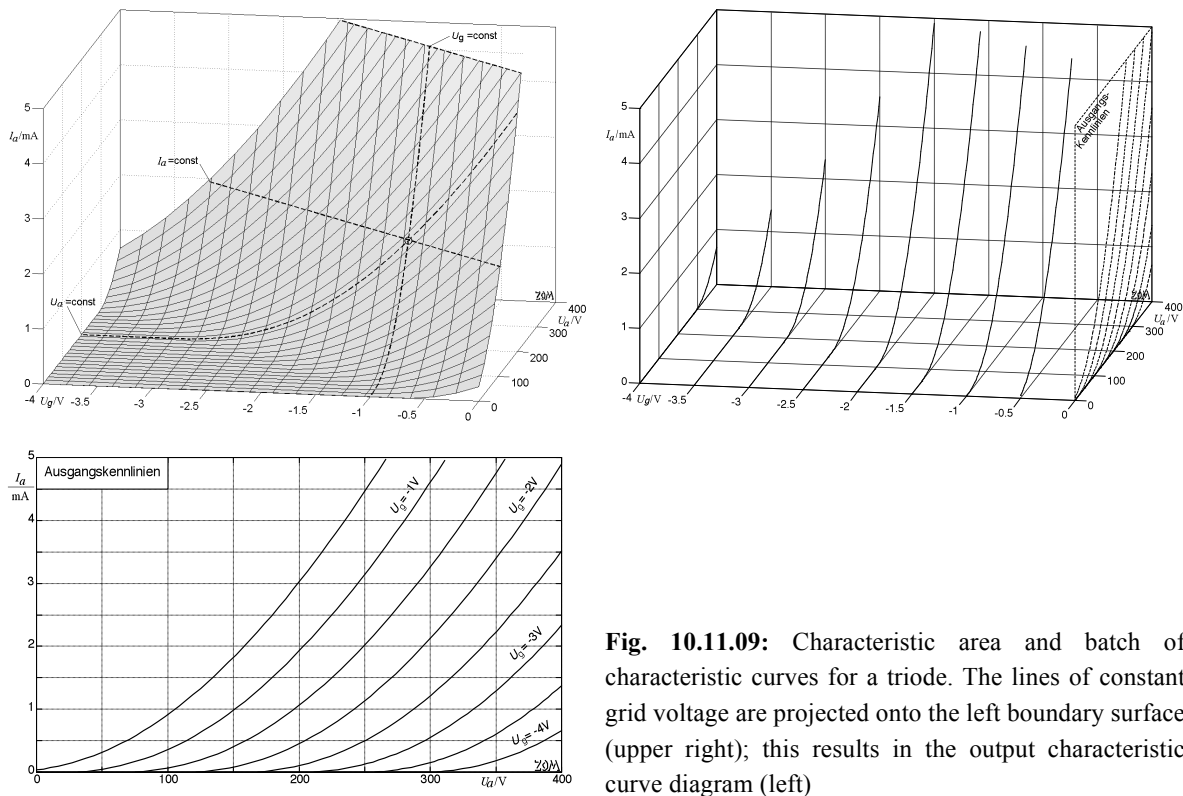 5
I_a/mA
4
3
2
1
0
-4
U_g/V
-3.5
-3
-2.5
-2
-1.5
-1
-0.5
0
0
100
200
300
400
U_a/V
U_g=const
I_a=const
U_a=const
5
I_a/mA
4
3
2
1
0
-4
U_g/V
-3.5
-3
-2.5
-2
-1.5
-1
-0.5
0
0
100
200
300
400
U_a/V
Ausgangs-
Kennlinien
Ausgangskennlinien
5
I_a
mA
4
3
2
1
0
0
100
200
U_a/V
300
400
U_g= -1V
U_g= -2V
U_g= -3V
U_g= -4V
Fig. 10.11.09: Characteristic area and batch of
characteristic curves for a triode. The lines of constant
grid voltage are projected onto the left boundary surface
(upper right); this results in the output characteristic
curve diagram (left)